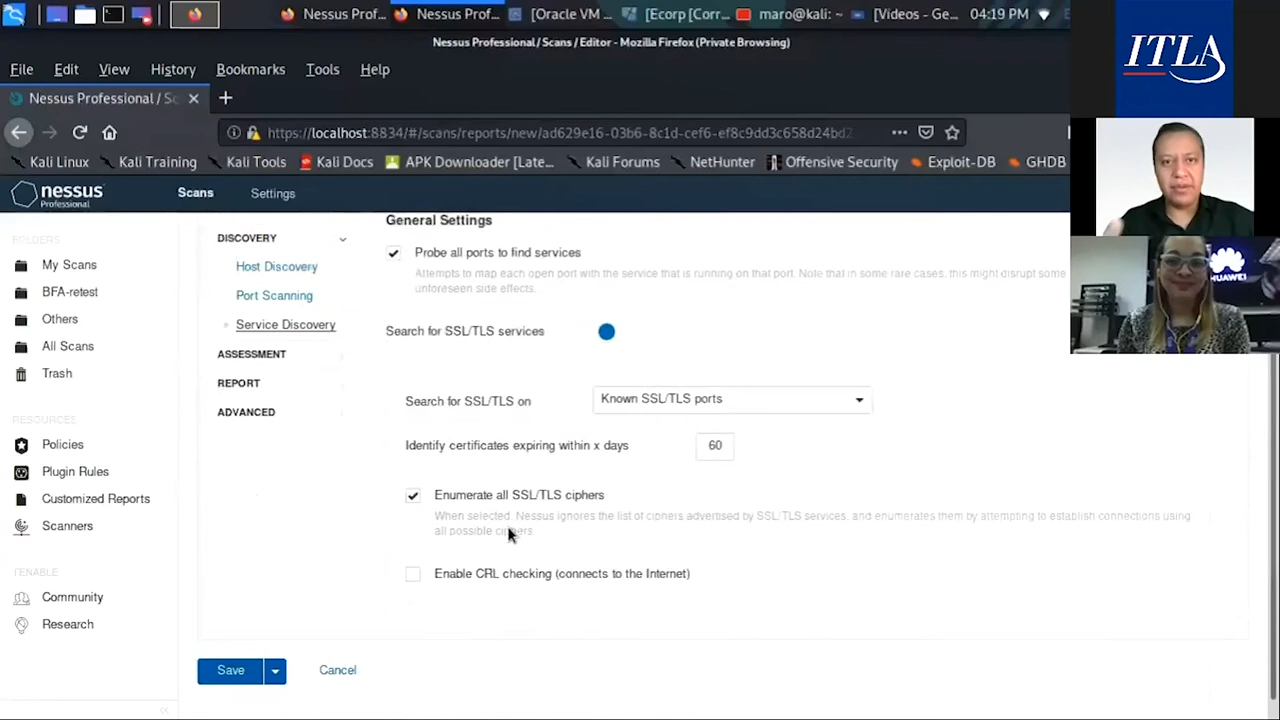 Nessus Prof...
Nessus Prof...
[Oracle VM ...
[Ecorp [Corr...
maro@kali: ~
[Videos - Ge...
04:19 PM
Nessus Professional / Scans / Editor - Mozilla Firefox (Private Browsing)
File Edit View History Bookmarks Tools Help
Nessus Professional / Sc
https://localhost:8834/#/scans/reports/new/ad629e16-03b6-8c1d-cef6-ef8c9dd3c658d24bd2
Kali Linux Kali Training Kali Tools Kali Docs APK Downloader [Late... Kali Forums NetHunter Offensive Security Exploit-DB GHDB
nessus Professional
Scans Settings
FOLDERS
My Scans
BFA-retest
Others
All Scans
Trash
RESOURCES
Policies
Plugin Rules
Customized Reports
Scanners
TENABLE
Community
Research
DISCOVERY
Host Discovery
Port Scanning
Service Discovery
ASSESSMENT
REPORT
ADVANCED
General Settings
Probe all ports to find services
Attempts to map each open port with the service that is running on that port. Note that in some rare cases, this might disrupt some
unforeseen side effects.
Search for SSL/TLS services
Search for SSL/TLS on Known SSL/TLS ports
Identify certificates expiring within x days 60
Enumerate all SSL/TLS ciphers
When selected, Nessus ignores the list of ciphers advertised by SSL/TLS services, and enumerates them by attempting to establish connections using
all possible ciphers.
Enable CRL checking (connects to the Internet)
Save Cancel
ITLA
HUAWEI